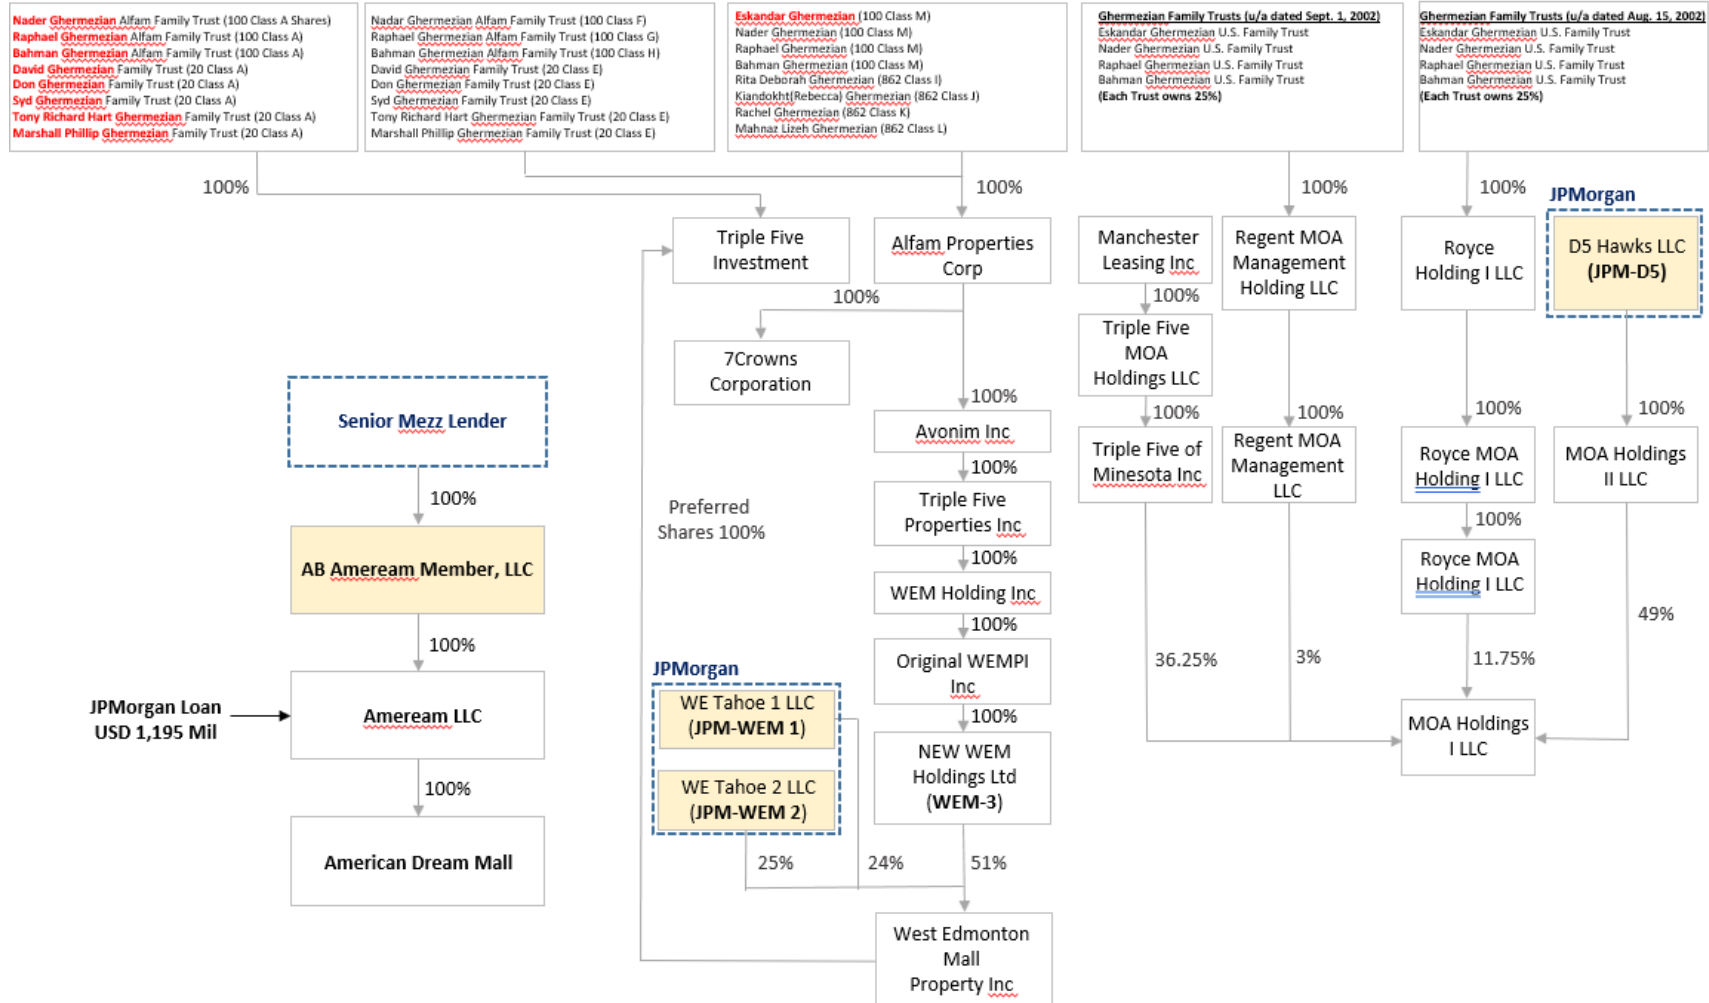 Nader Ghermezian Alfam Family Trust (100 Class A Shares)
Raphael Ghermezian Alfam Family Trust (100 Class A)
Bahman Ghermezian Alfam Family Trust (100 Class A)
David Ghermezian Family Trust (20 Class A)
Don Ghermezian Family Trust (20 Class A)
Syd Ghermezian Family Trust (20 Class A)
Tony Richard Hart Ghermezian Family Trust (20 Class A)
Marshall Phillip Ghermezian Family Trust (20 Class A)
Nadar Ghermezian Alfam Family Trust (100 Class F)
Raphael Ghermezian Alfam Family Trust (100 Class G)
Bahman Ghermezian Alfam Family Trust (100 Class H)
David Ghermezian Family Trust (20 Class E)
Don Ghermezian Family Trust (20 Class E)
Syd Ghermezian Family Trust (20 Class E)
Tony Richard Hart Ghermezian Family Trust (20 Class E)
Marshall Phillip Ghermezian Family Trust (20 Class E)
Eskandar Ghermezian (100 Class M)
Nader Ghermezian (100 Class M)
Raphael Ghermezian (100 Class M)
Bahman Ghermezian (100 Class M)
Rita Deborah Ghermezian (862 Class I)
Kiandokht(Rebecca) Ghermezian (862 Class J)
Rachel Ghermezian (862 Class K)
Mahnaz Lizeh Ghermezian (862 Class L)
Ghermezian Family Trusts (u/a dated Sept. 1, 2002)
Eskandar Ghermezian U.S. Family Trust
Nader Ghermezian U.S. Family Trust
Raphael Ghermezian U.S. Family Trust
Bahman Ghermezian U.S. Family Trust
(Each Trust owns 25%)
Ghermezian Family Trusts (u/a dated Aug. 15, 2002)
Eskandar Ghermezian U.S. Family Trust
Nader Ghermezian U.S. Family Trust
Raphael Ghermezian U.S. Family Trust
Bahman Ghermezian U.S. Family Trust
(Each Trust owns 25%)
100%
100%
100%
100%
JPMorgan
Triple Five
Investment
Alfam Properties
Corp
Manchester
Leasing Inc
Regent MOA
Management
Holding LLC
Royce
Holding I LLC
D5 Hawks LLC
(JPM-D5)
100%
100%
7Crowns
Corporation
Triple Five
MOA
Holdings LLC
Senior Mezz Lender
100%
100%
100%
100%
100%
Avonim Inc
Triple Five of
Minesota Inc
Regent MOA
Management
LLC
Royce MOA
Holding I LLC
MOA Holdings
II LLC
100%
100%
Preferred
Shares 100%
Triple Five
Properties Inc
100%
AB Ameream Member, LLC
100%
WEM Holding Inc
Royce MOA
Holding I LLC
100%
100%
49%
Original WEMPI
Inc
36.25%
3%
11.75%
JPMorgan
WE Tahoe 1 LLC
(JPM-WEM 1)
WE Tahoe 2 LLC
(JPM-WEM 2)
JPMorgan Loan
USD 1,195 Mil
Ameream LLC
100%
MOA Holdings
I LLC
NEW WEM
Holdings Ltd
(WEM-3)
100%
American Dream Mall
25%
24%
51%
West Edmonton
Mall
Property Inc